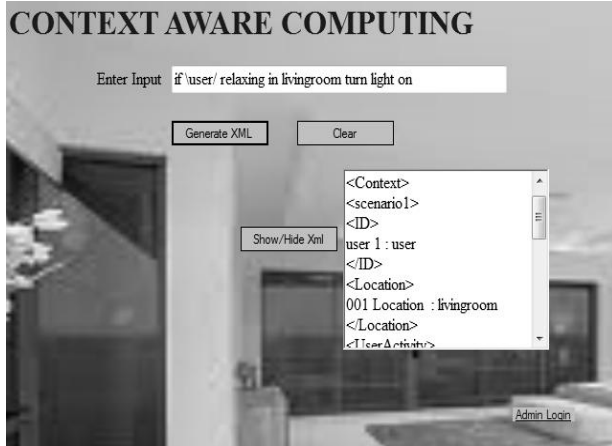 CONTEXT AWARE COMPUTING
Enter Input if \user/ relaxing in livingroom turn light on
Generate XML Clear
Show/Hide Xml
<Context>
<scenario1>
<ID>
user 1 : user
</ID>
<Location>
001 Location : livingroom
</Location>
<UserActivity>
Admin Login